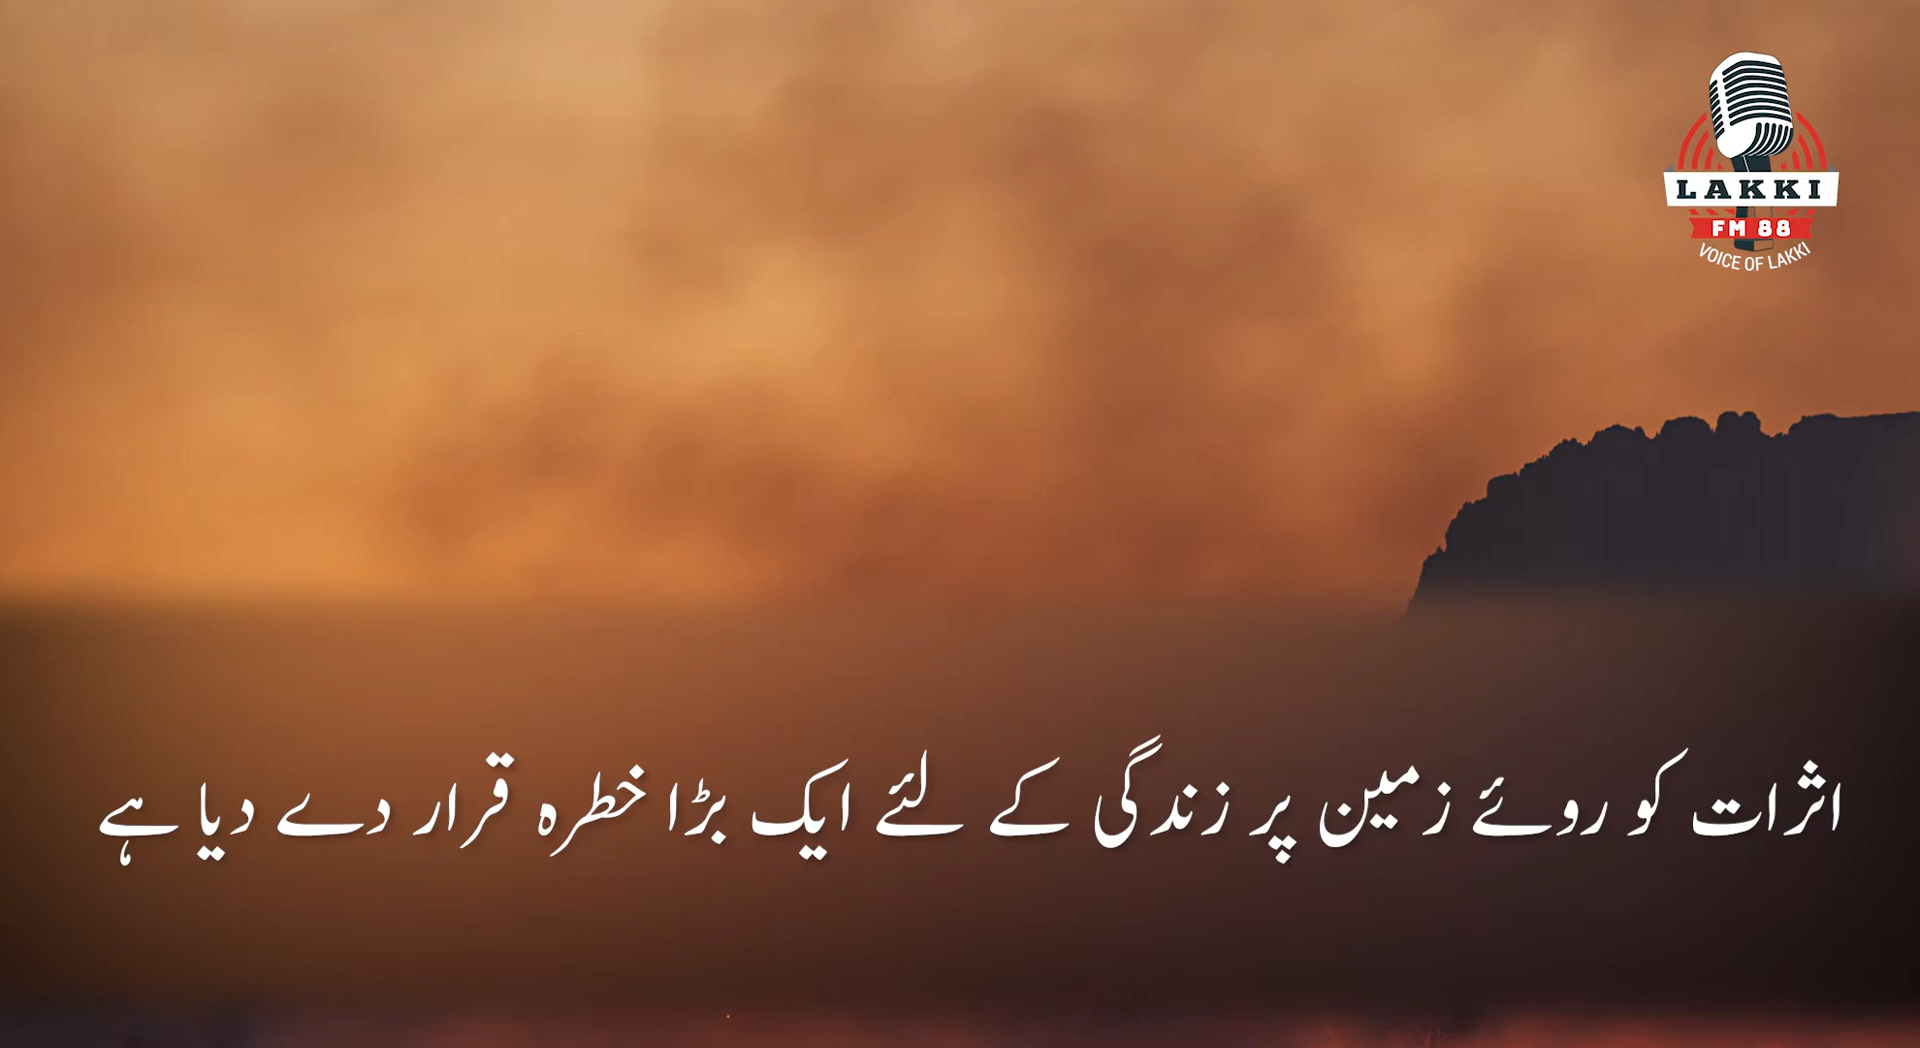 LAKKI
FM 88
VOICE OF LAKKI
اثرات کو روئے زمین پر زندگی کے لئے ایک بڑا خطرہ قرار دے دیا ہے